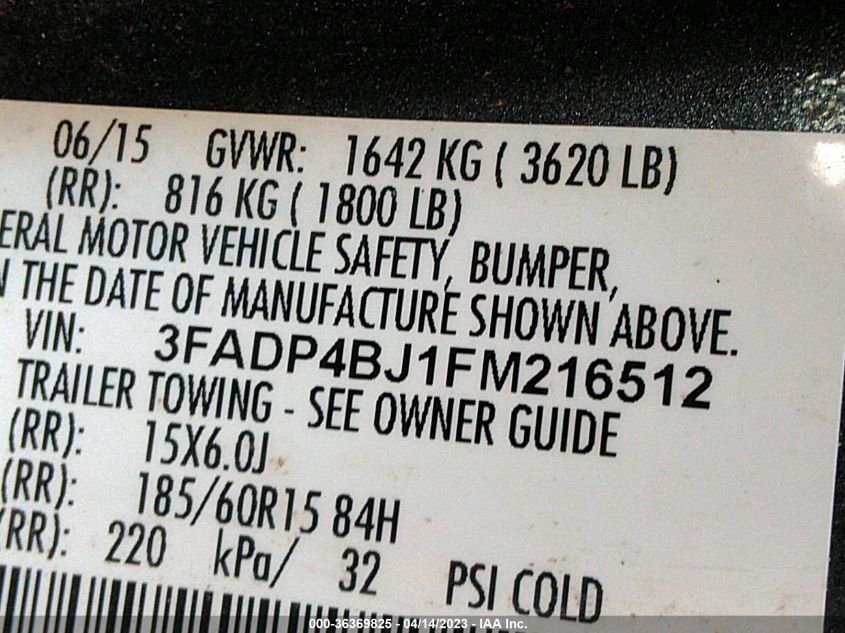 06/15 GVWR: 1642 KG ( 3620 LB)
(RR): 816 KG ( 1800 LB)
ERAL MOTOR VEHICLE SAFETY, BUMPER,
THE DATE OF MANUFACTURE SHOWN ABOVE.
VIN: 3FADP4BJ1FM216512
TRAILER TOWING - SEE OWNER GUIDE
(RR): 15X6.0J
(RR): 185/60R15 84H
(RR): 220 kPa/ 32 PSI COLD
000-36369825 - 04/14/2023 - IAA Inc.